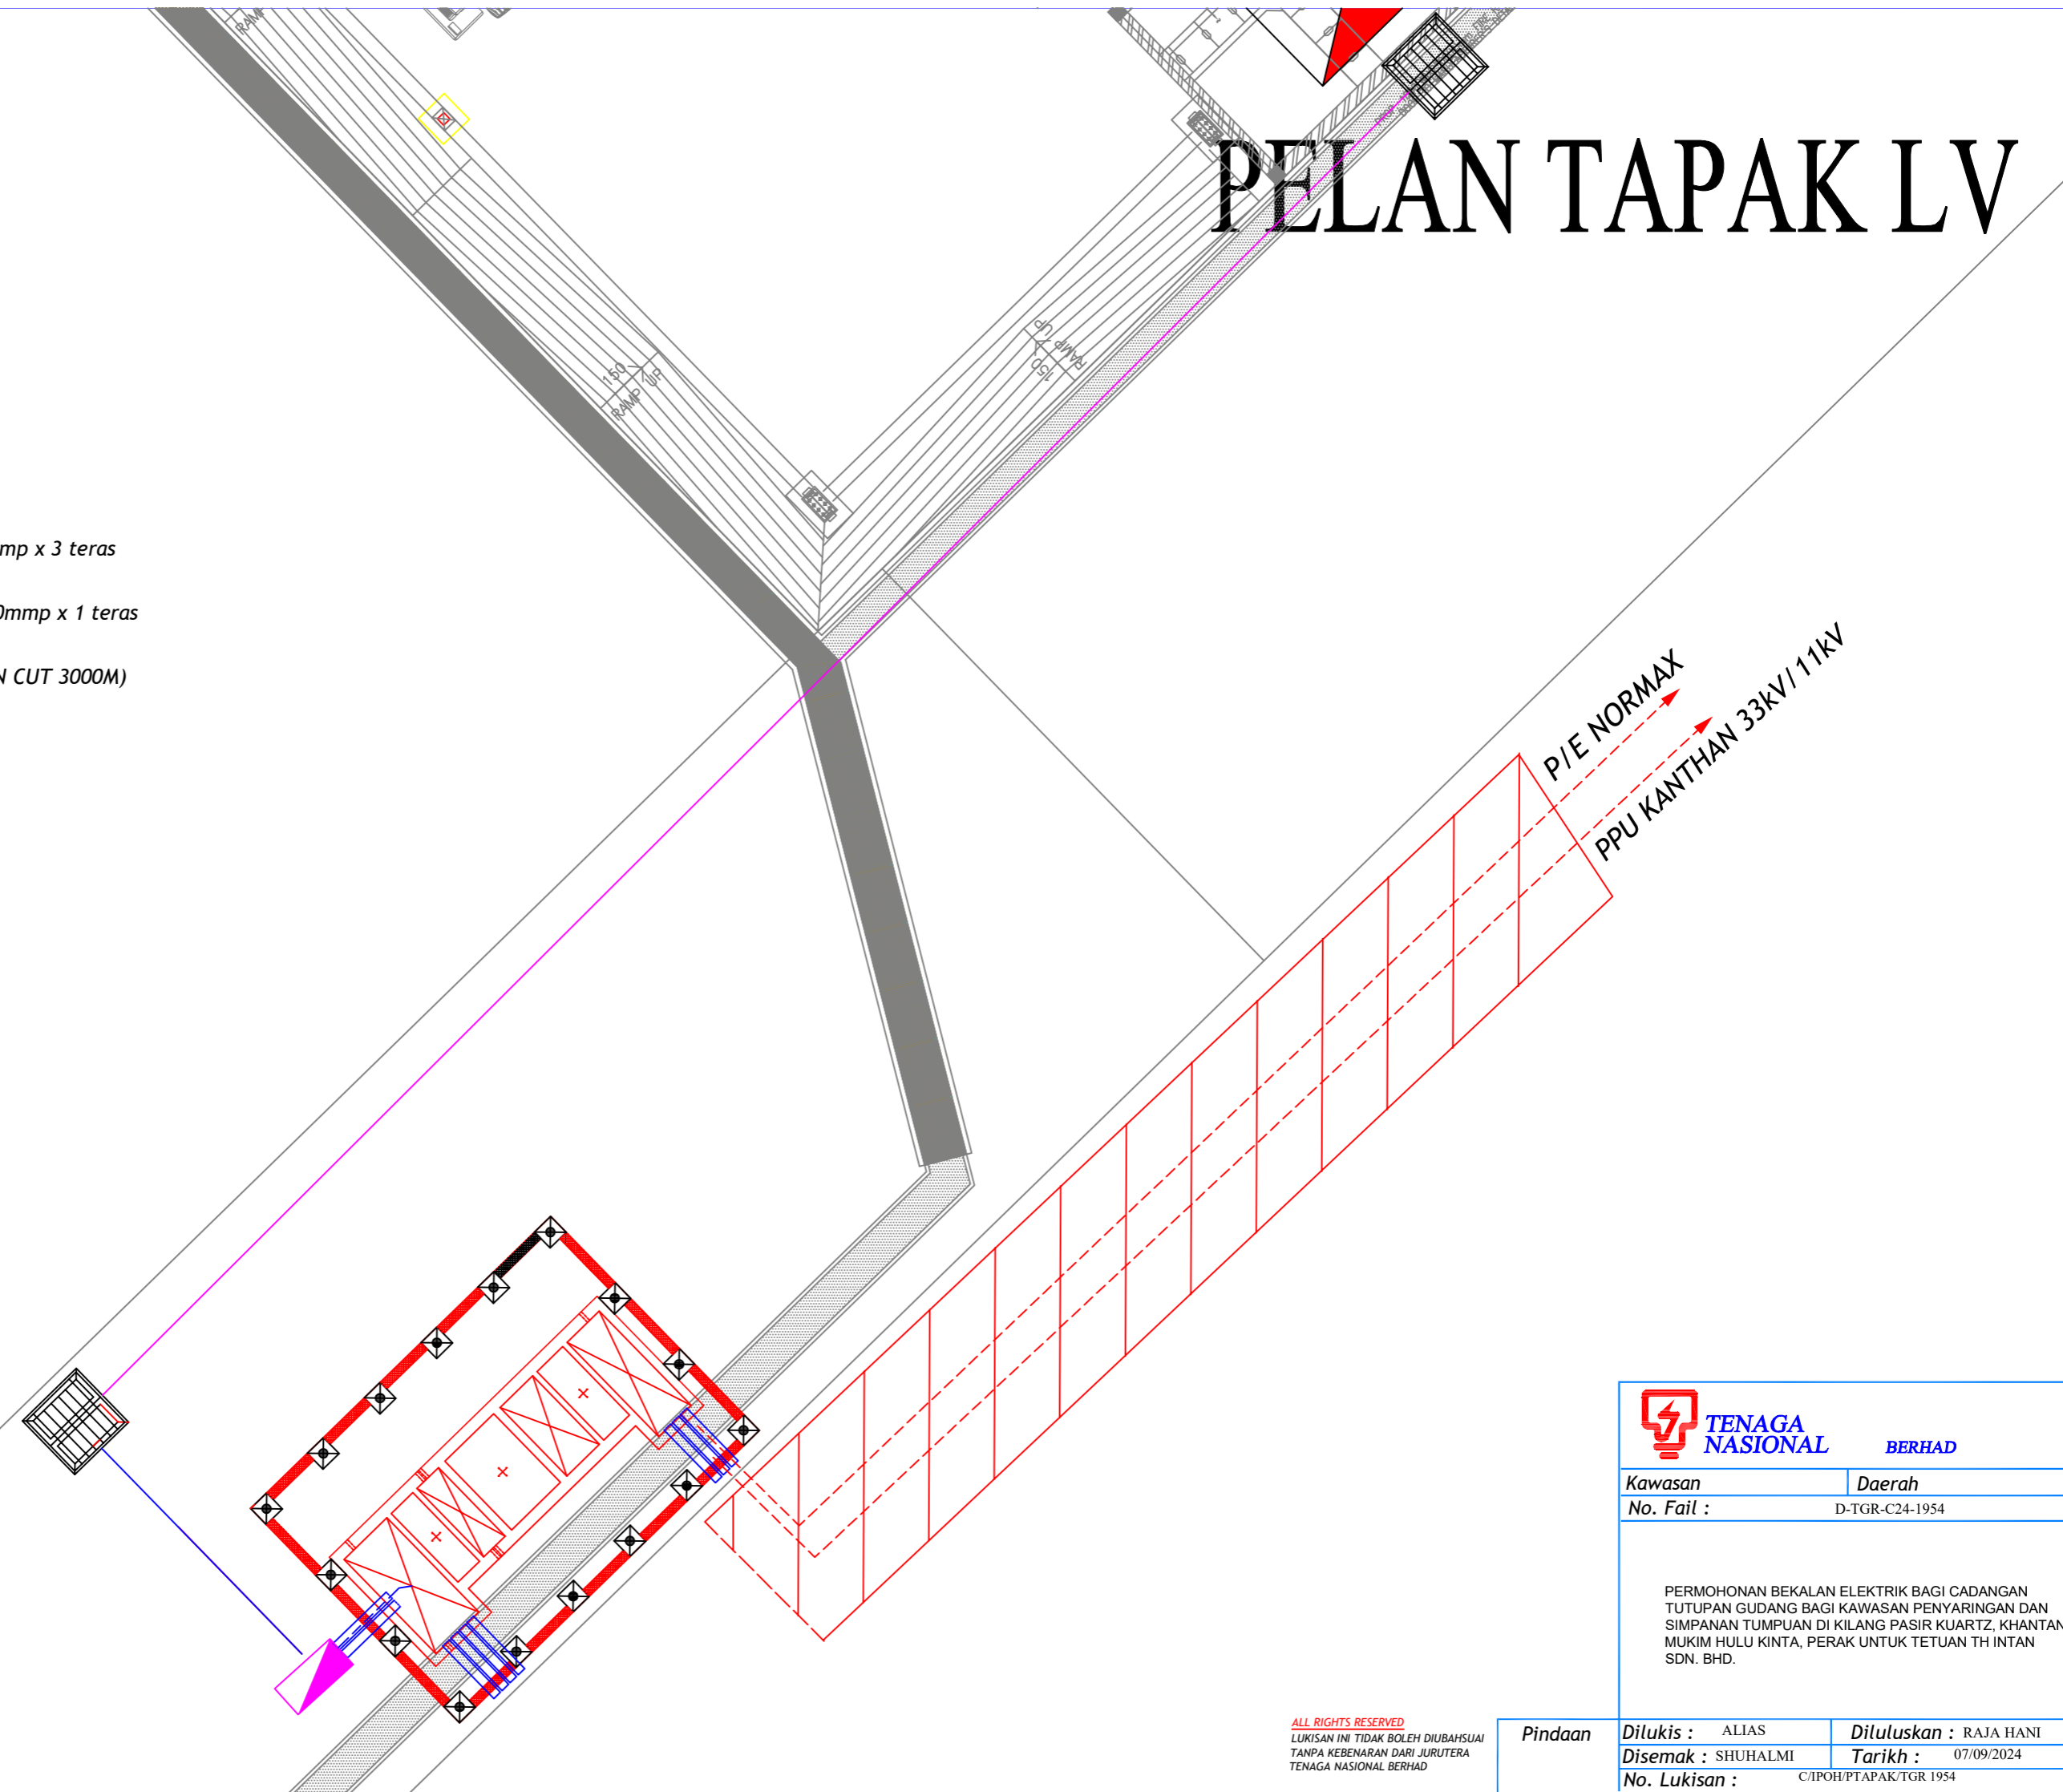 RAMP
PELAN TAPAK LV
150
UP
RAMP
UP
RAMP
150
mp x 3 teras
0mmp x 1 teras
N CUT 3000M)
P/E NORMAX
PPU KANTHAN 33kV/11kV
TENAGA
NASIONAL BERHAD
Kawasan Daerah
No. Fail : D-TGR-C24-1954
PERMOHONAN BEKALAN ELEKTRIK BAGI CADANGAN
TUTUPAN GUDANG BAGI KAWASAN PENYARINGAN DAN
SIMPANAN TUMPUAN DI KILANG PASIR KUARTZ, KHANTAN
MUKIM HULU KINTA, PERAK UNTUK TETUAN TH INTAN
SDN. BHD.
ALL RIGHTS RESERVED
LUKISAN INI TIDAK BOLEH DIUBAHSUAI
TANPA KEBENARAN DARI JURUTERA
TENAGA NASIONAL BERHAD
Pindaan
Dilukis : ALIAS Diluluskan : RAJA HANI
Disemak : SHUHALMI Tarikh : 07/09/2024
No. Lukisan : C/IPOH/PTAPAK/TGR 1954